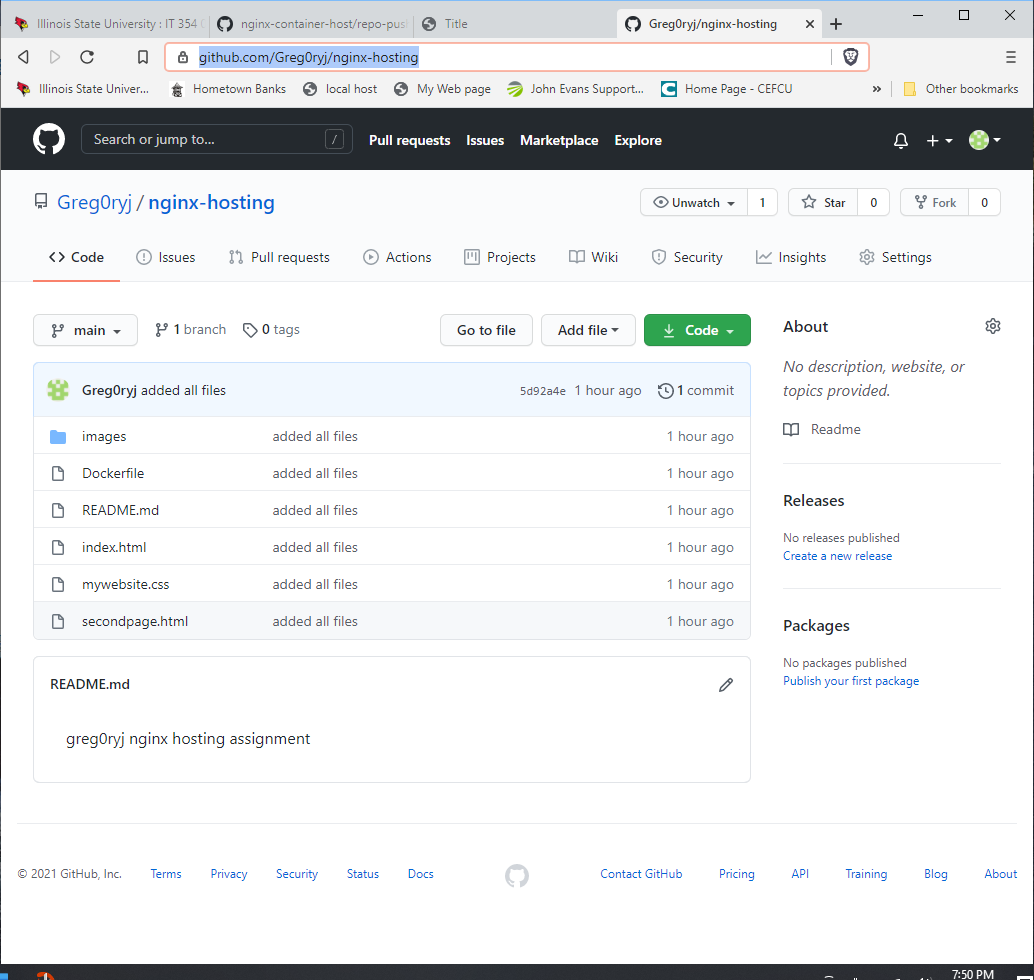 Illinois State University : IT 354
nginx-container-host/repo-pus
Title
Greg0ryj/nginx-hosting
github.com/Greg0ryj/nginx-hosting
Illinois State Univer... Hometown Banks local host My Web page John Evans Support... Home Page - CEFCU » Other bookmarks
Search or jump to... / Pull requests Issues Marketplace Explore
Greg0ryj / nginx-hosting
Unwatch 1 Star 0 Fork 0
Code Issues Pull requests Actions Projects Wiki Security Insights Settings
main 1 branch 0 tags Go to file Add file Code
Greg0ryj added all files 5d92a4e 1 hour ago 1 commit
images added all files 1 hour ago
Dockerfile added all files 1 hour ago
README.md added all files 1 hour ago
index.html added all files 1 hour ago
mywebsite.css added all files 1 hour ago
secondpage.html added all files 1 hour ago
README.md
greg0ryj nginx hosting assignment
About
No description, website, or
topics provided.
Readme
Releases
No releases published
Create a new release
Packages
No packages published
Publish your first package
© 2021 GitHub, Inc. Terms Privacy Security Status Docs Contact GitHub Pricing API Training Blog About
7:50 PM